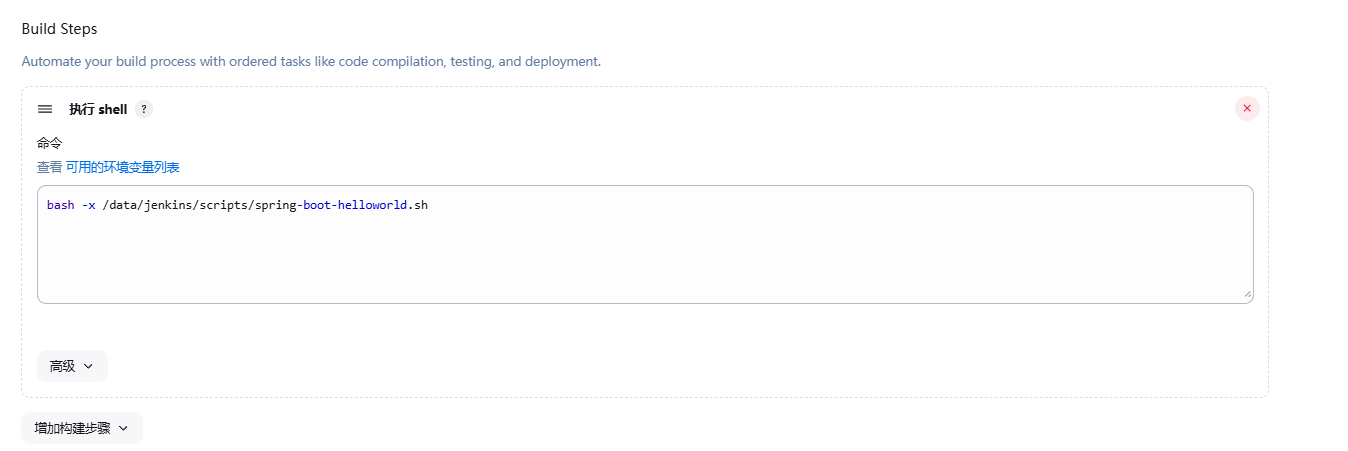 Build Steps
Automate your build process with ordered tasks like code compilation, testing, and deployment.
执行 shell ?
命令
查看 可用的环境变量列表
bash -x /data/jenkins/scripts/spring-boot-helloworld.sh
高级
增加构建步骤